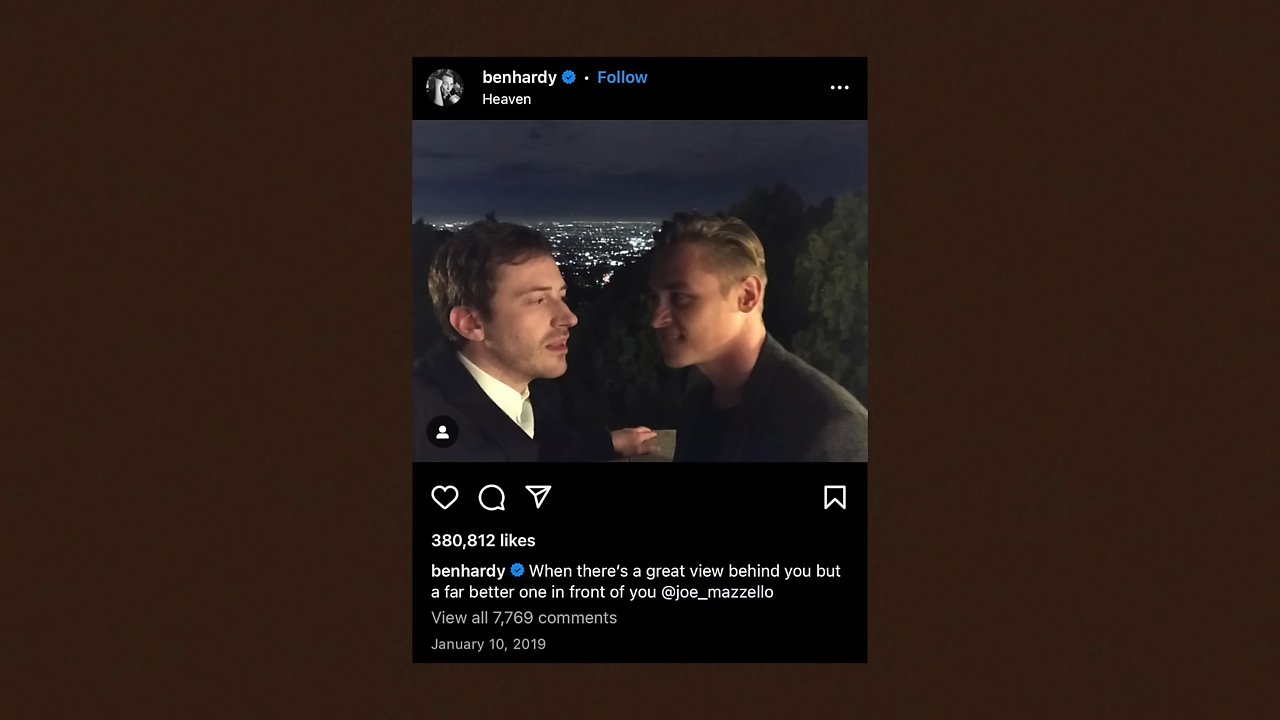 benhardy • Follow
Heaven
380,812 likes
benhardy When there’s a great view behind you but
a far better one in front of you @joe_mazzello
View all 7,769 comments
January 10, 2019